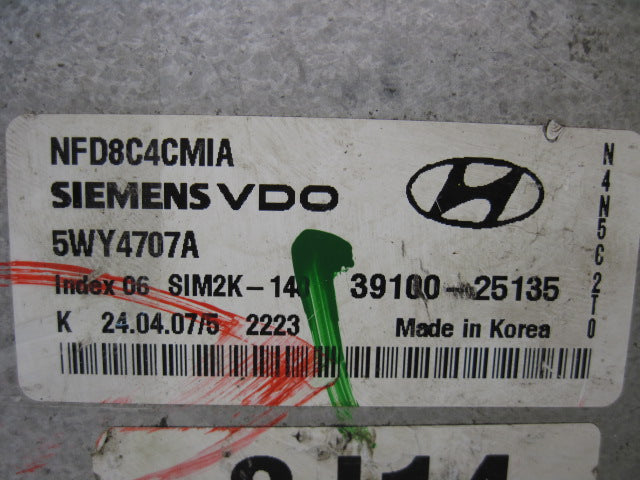 NFD8C4CMIA
SIEMENS VDO
5WY4707A
Index 06 SIM2K-140 39100-25135
K 24.04.07/5 2223 Made in Korea
N4N5C2T0